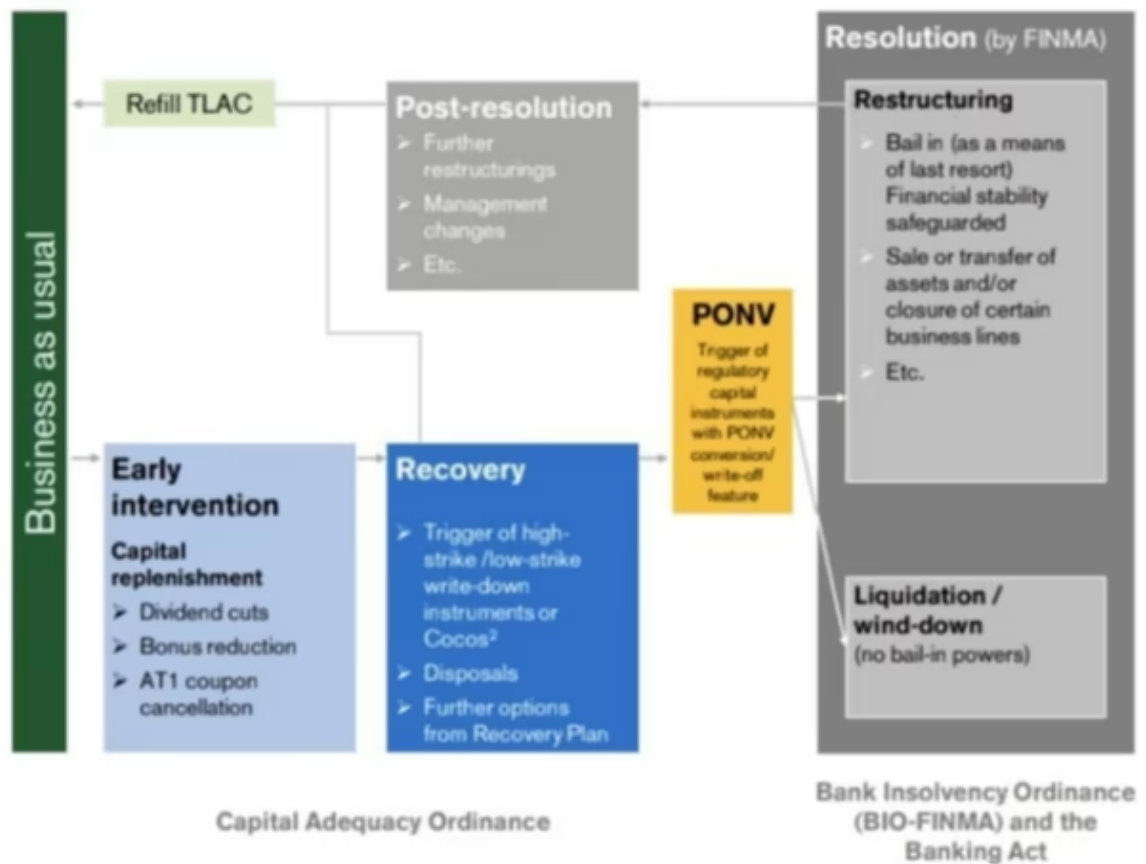 Business as usual
Refill TLAC
Post-resolution
➢ Further
restructurings
➢ Management
changes
➢ Etc.
Resolution (by FINMA)
Restructuring
➢ Bail in (as a means
of last resort)
Financial stability
safeguarded
➢ Sale or transfer of
assets and/or
closure of certain
business lines
➢ Etc.
PONV
Trigger of
regulatory
capital
instruments
with PONV
conversion/
write-off
feature
Early
intervention
Capital
replenishment
➢ Dividend cuts
➢ Bonus reduction
➢ AT1 coupon
cancellation
Recovery
➢ Trigger of high-
strike /low-strike
write-down
instruments or
Cocos²
➢ Disposals
➢ Further options
from Recovery Plan
Liquidation /
wind-down
(no bail-in powers)
Capital Adequacy Ordinance
Bank Insolvency Ordinance
(BIO-FINMA) and the
Banking Act